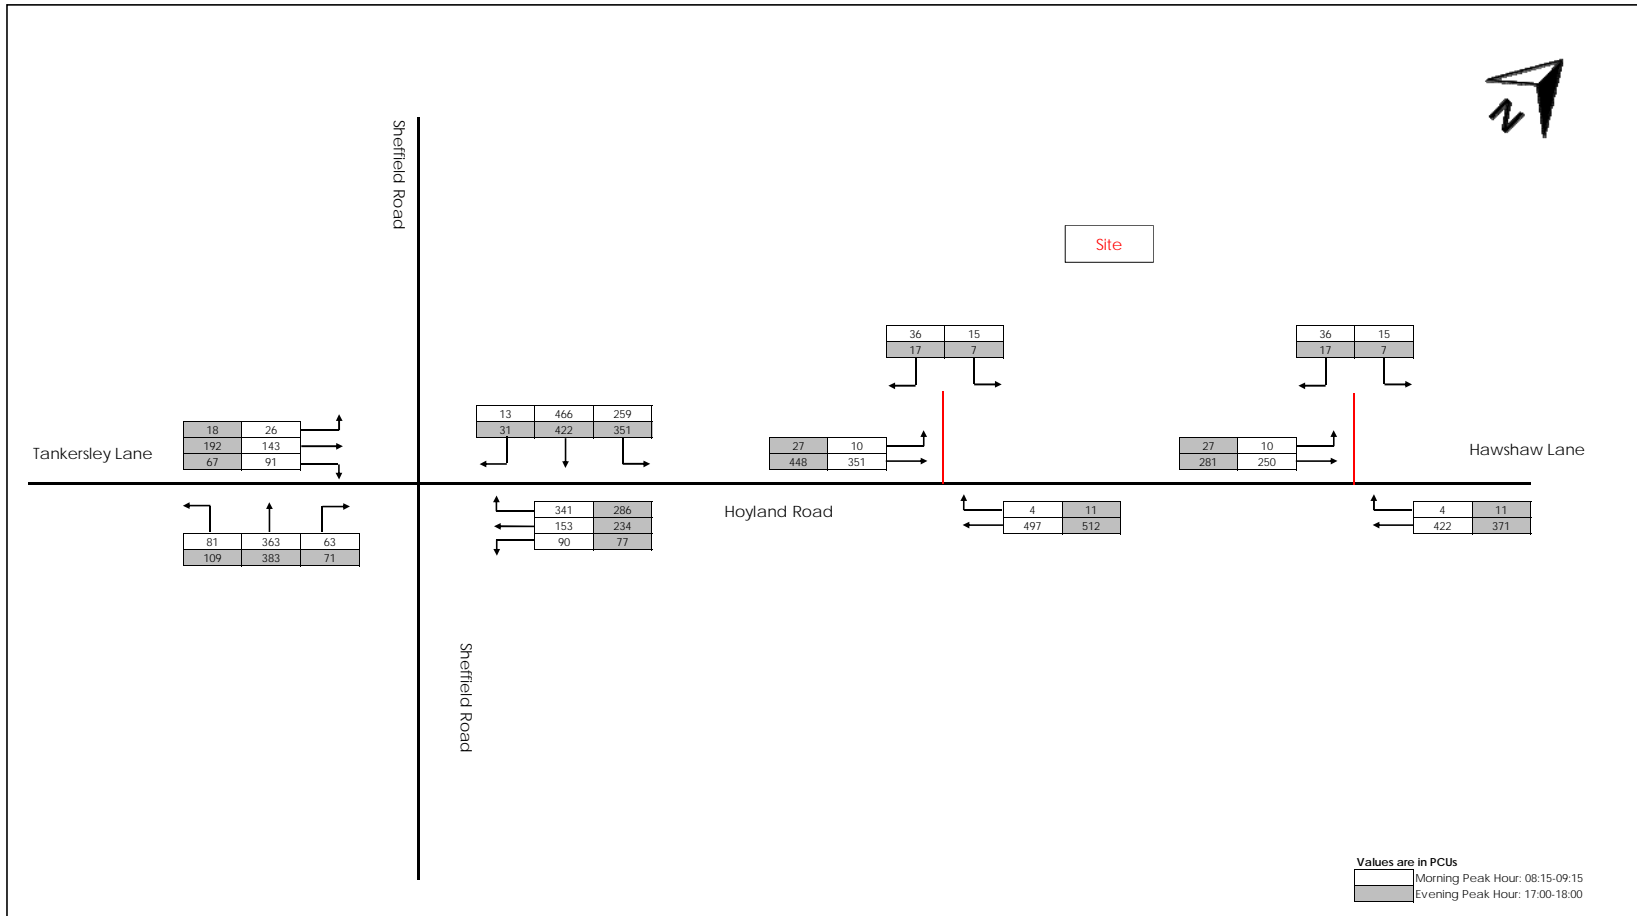 N
Sheffield Road
Site
36 15
17 7
36 15
17 7
13 466 259
31 422 351
18 26
192 143
67 91
27 10
448 351
27 10
281 250
Tankersley Lane
Hawshaw Lane
341 286
153 234
90 77
Hoyland Road
4 11
497 512
4 11
422 371
81 363 63
109 383 71
Sheffield Road
Values are in PCUs
Morning Peak Hour: 08:15-09:15
Evening Peak Hour: 17:00-18:00